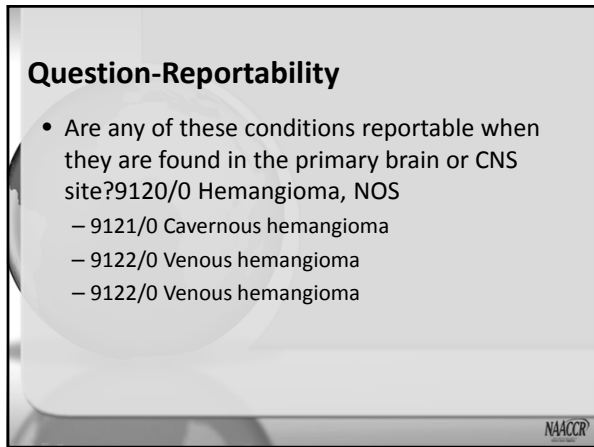 Question-Reportability
• Are any of these conditions reportable when
they are found in the primary brain or CNS
site?9120/0 Hemangioma, NOS
– 9121/0 Cavernous hemangioma
– 9122/0 Venous hemangioma
– 9122/0 Venous hemangioma
NAACCR